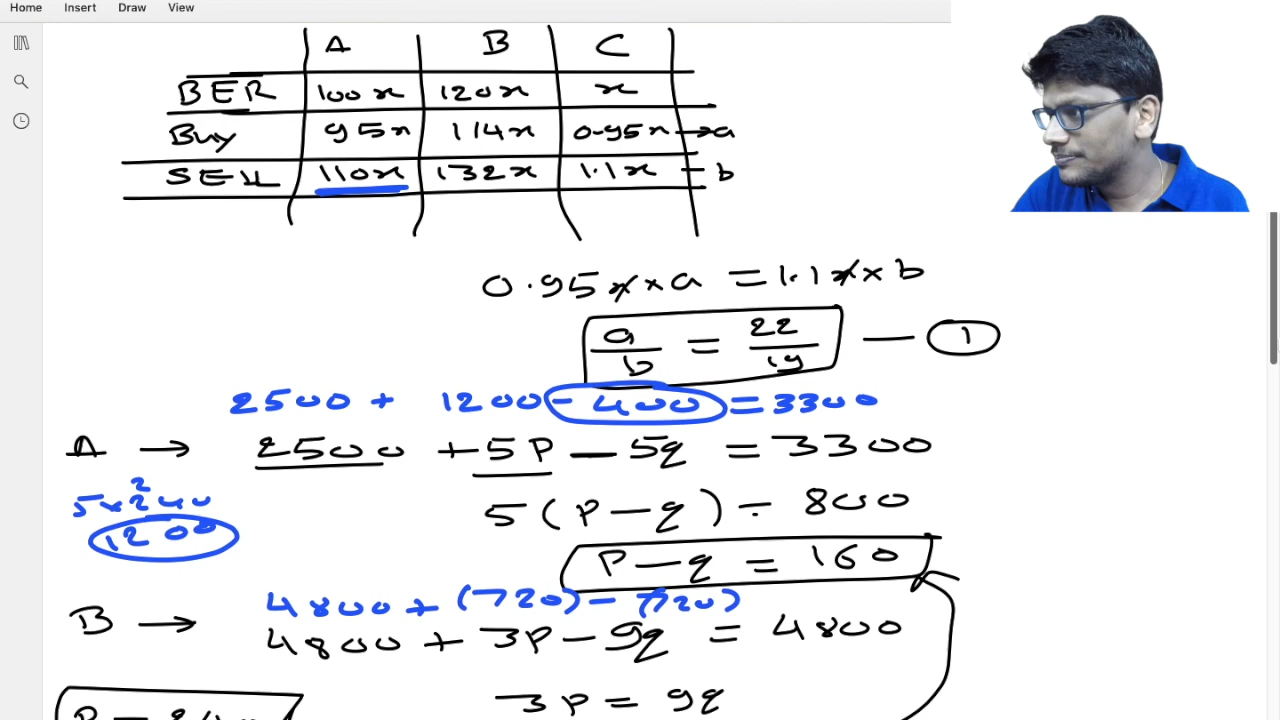 Home Insert Draw View
A B C
BER 100x 120x x
Buy 95x 114x 0.95x → a
SELL 110x 132x 1.1x - b
0.95x × a = 1.1x × b
a/b = 22/19 — 1
2500 + 1200 - 400 = 3300
A → 2500 + 5P - 5q = 3300
5 x 240
2
1200
5(P - q) = 800
P - q = 160
4800 + (720) - (720)
B → 4800 + 3P - 9q = 4800
3P = 9q